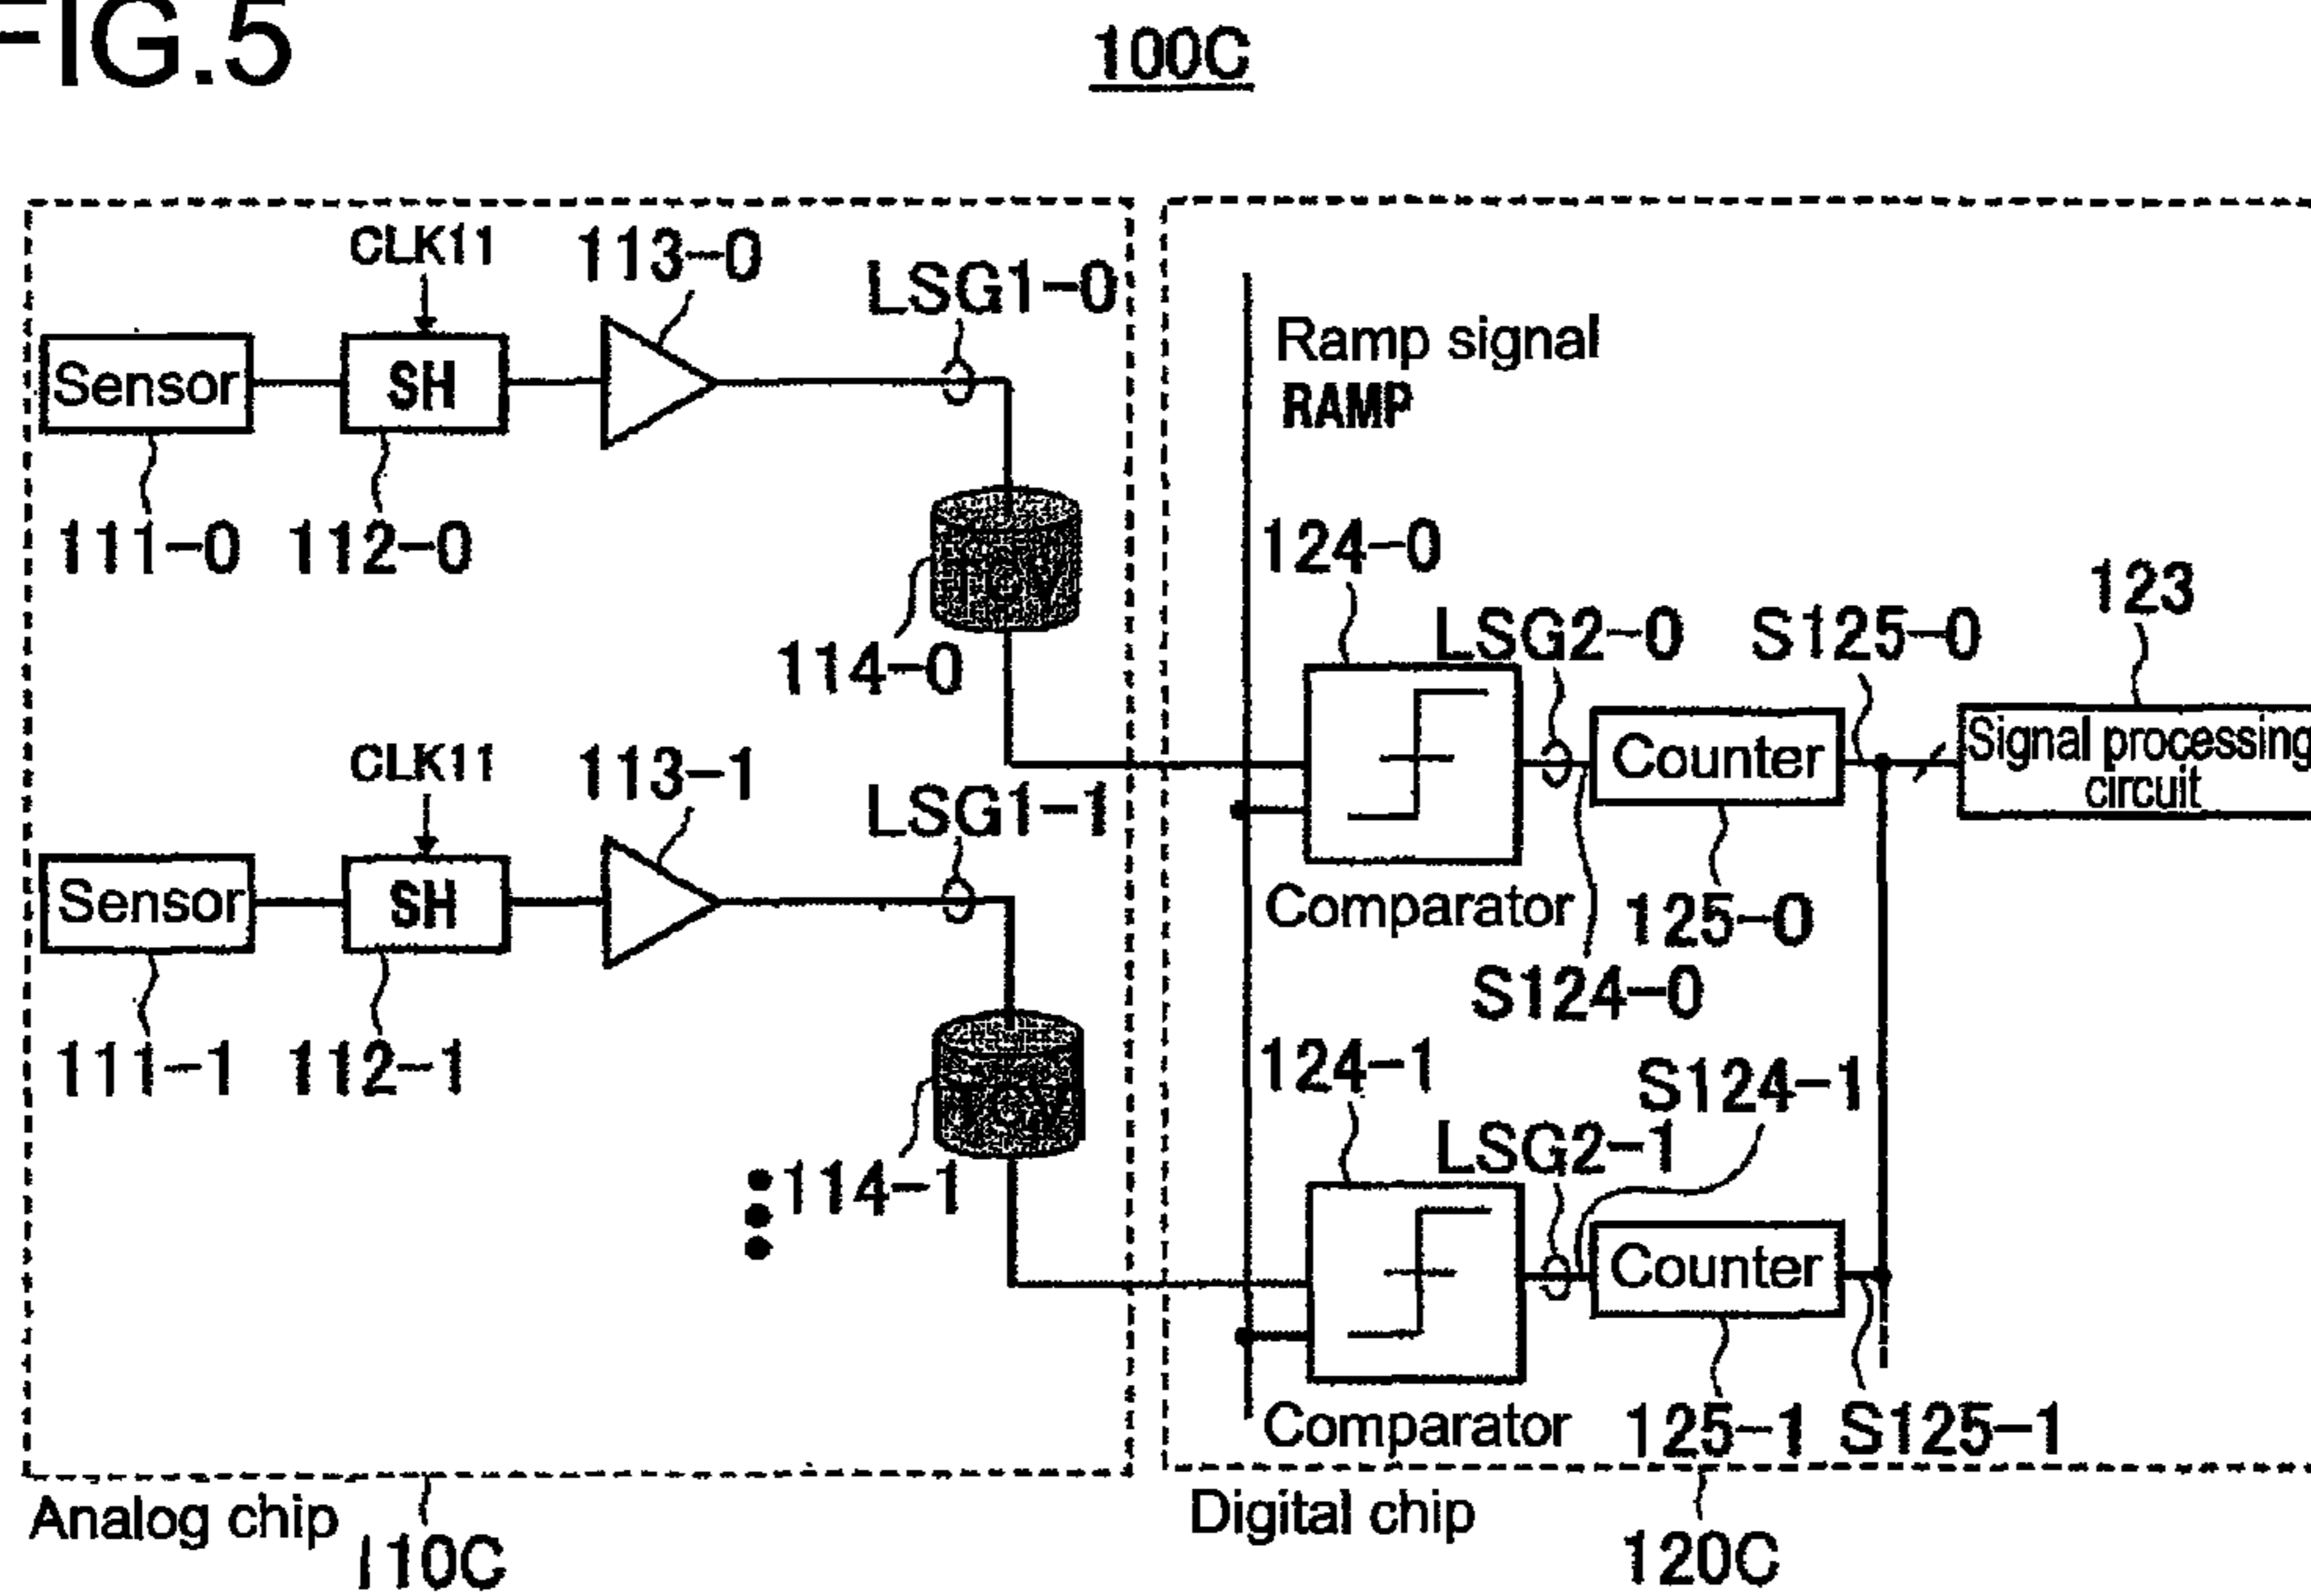 FIG.5
100C
CLK11
113-0
LSG1-0
Sensor
SH
Ramp signal
RAMP
111-0
112-0
114-0
124-0
LSG2-0
S125-0
123
Counter
Signal processing
circuit
Comparator
125-0
S124-0
CLK11
113-1
LSG1-1
Sensor
SH
111-1
112-1
TCV
114-1
124-1
S124-1
LSG2-1
Counter
Comparator
125-1
S125-1
Analog chip
110C
Digital chip
120C